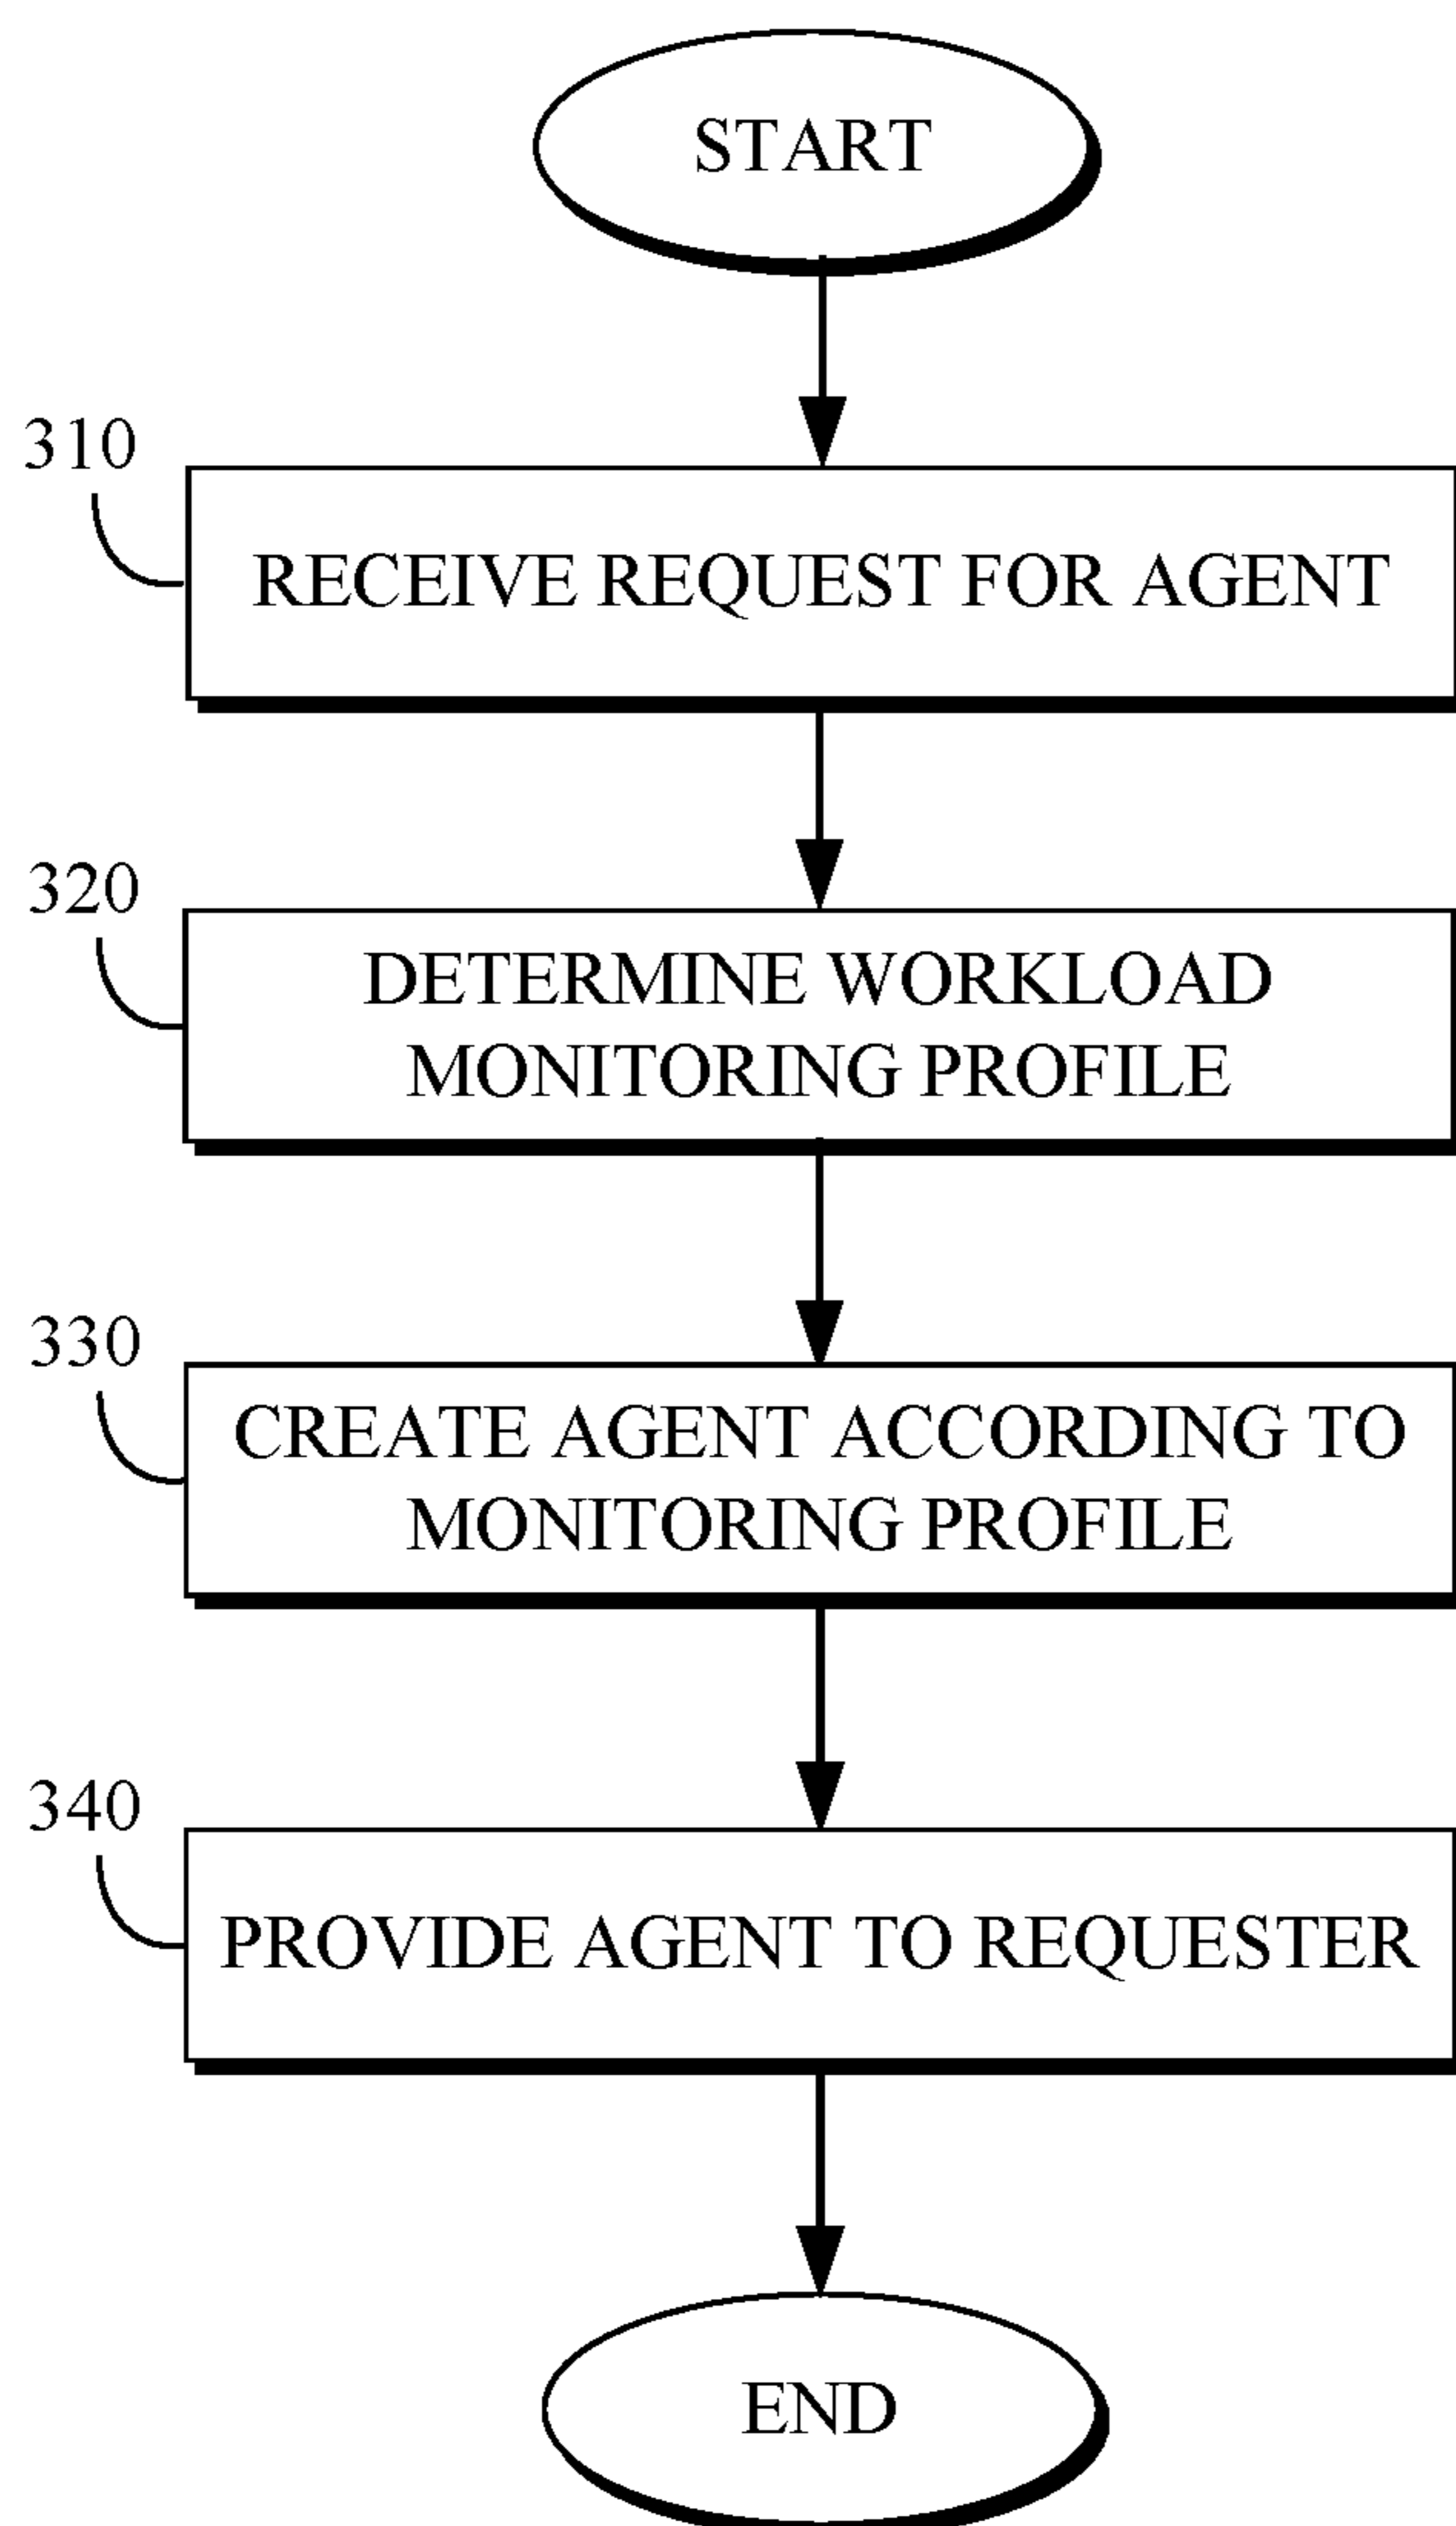 START
310
RECEIVE REQUEST FOR AGENT
320
DETERMINE WORKLOAD
MONITORING PROFILE
330
CREATE AGENT ACCORDING TO
MONITORING PROFILE
340
PROVIDE AGENT TO REQUESTER
END